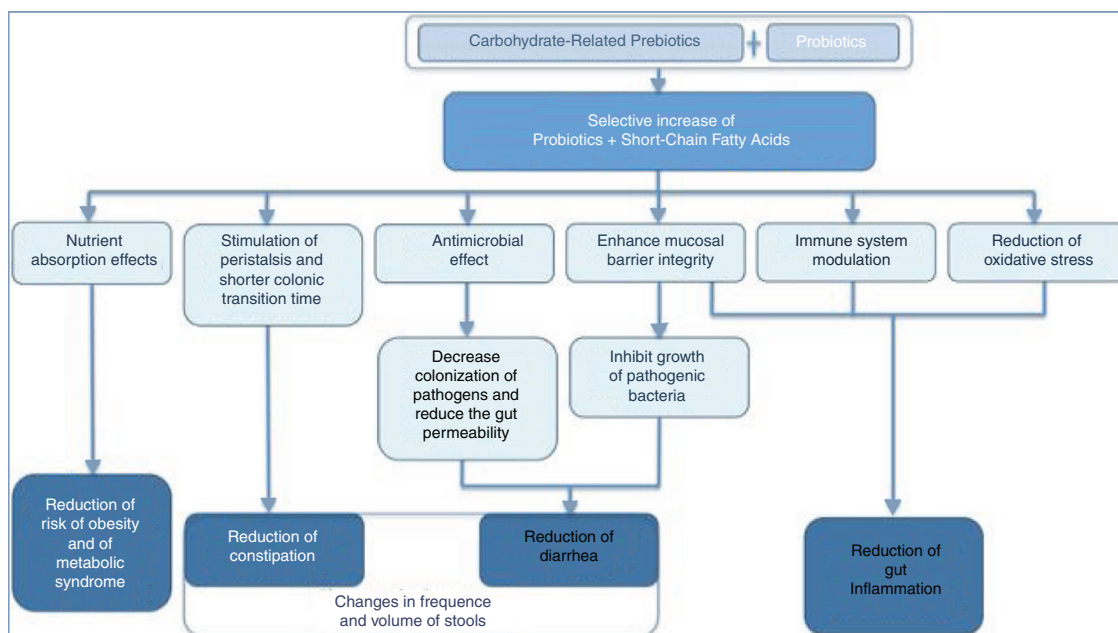 Carbohydrate-Related Prebiotics + Probiotics
Selective increase of
Probiotics + Short-Chain Fatty Acids
Nutrient
absorption effects
Stimulation of
peristalsis and
shorter colonic
transition time
Antimicrobial
effect
Enhance mucosal
barrier integrity
Immune system
modulation
Reduction of
oxidative stress
Decrease
colonization of
pathogens and
reduce the gut
permeability
Inhibit growth
of pathogenic
bacteria
Reduction of
risk of obesity
and of
metabolic
syndrome
Reduction of
constipation
Reduction of
diarrhea
Reduction of
gut
Inflammation
Changes in frequence
and volume of stools